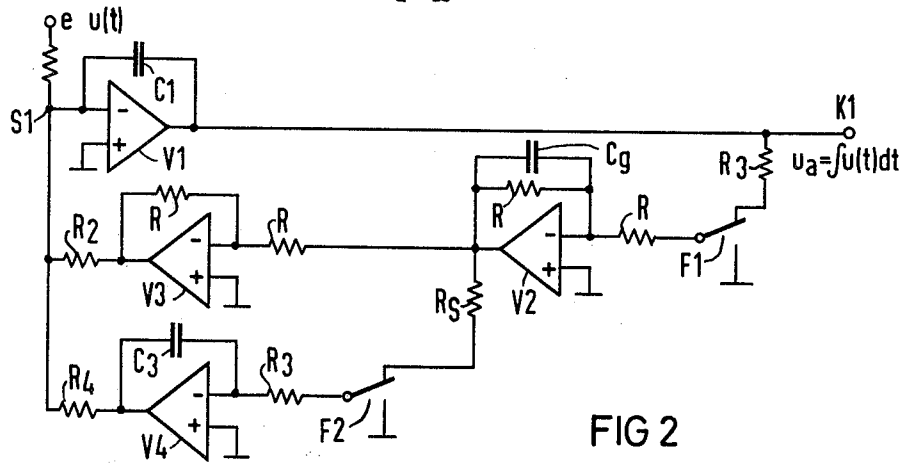 e u(t)
C1
S1
-
+
V1
K1
R3
uₐ=∫u(t)dt
Cg
R
R
F1
-
+
V2
R
R
R2
-
+
V3
RS
C3
R4
R3
-
+
V4
F2
FIG 2